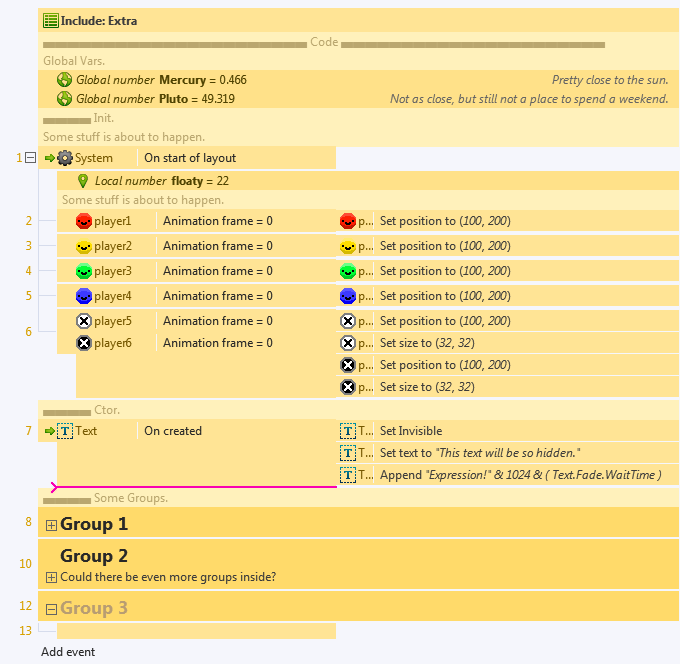 Include: Extra
Code
Global Vars.
Global number Mercury = 0.466 Pretty close to the sun.
Global number Pluto = 49.319 Not as close, but still not a place to spend a weekend.
Init.
Some stuff is about to happen.
1 System On start of layout
Local number floaty = 22
Some stuff is about to happen.
2 player1 Animation frame = 0 p... Set position to (100, 200)
3 player2 Animation frame = 0 p... Set position to (100, 200)
4 player3 Animation frame = 0 p... Set position to (100, 200)
5 player4 Animation frame = 0 p... Set position to (100, 200)
player5 Animation frame = 0 p... Set position to (100, 200)
6 player6 Animation frame = 0 p... Set size to (32, 32)
p... Set position to (100, 200)
p... Set size to (32, 32)
Ctor.
7 T Text On created T T... Set Invisible
T T... Set text to "This text will be so hidden."
T T... Append "Expression!" & 1024 & ( Text.Fade.WaitTime )
Some Groups.
8 Group 1
Group 2
10 Could there be even more groups inside?
12 Group 3
13
Add event